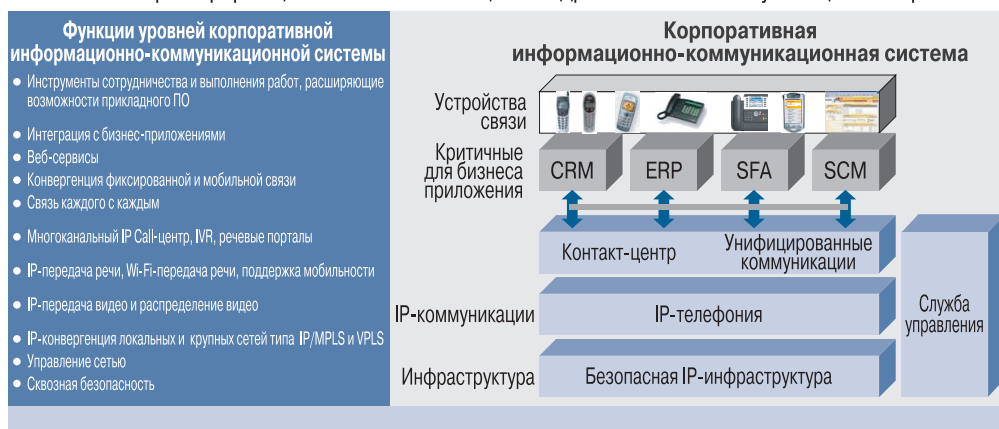 Функции уровней корпоративной
информационно-коммуникационной системы
Инструменты сотрудничества и выполнения работ, расширяющие
возможности прикладного ПО
Интеграция с бизнес-приложениями
Веб-сервисы
Конвергенция фиксированной и мобильной связи
Связь каждого с каждым
Многоканальный IP Call-центр, IVR, речевые порталы
IP-передача речи, Wi-Fi-передача речи, поддержка мобильности
IP-передача видео и распределение видео
IP-конвергенция локальных и крупных сетей типа IP/MPLS и VPLS
Управление сетью
Сквозная безопасность
Корпоративная
информационно-коммуникационная система
Устройства
связи
Критичные
для бизнеса
приложения
CRM
ERP
SFA
SCM
Контакт-центр
Унифицированные
коммуникации
IP-коммуникации
IP-телефония
Инфраструктура
Безопасная IP-инфраструктура
Служба
управления